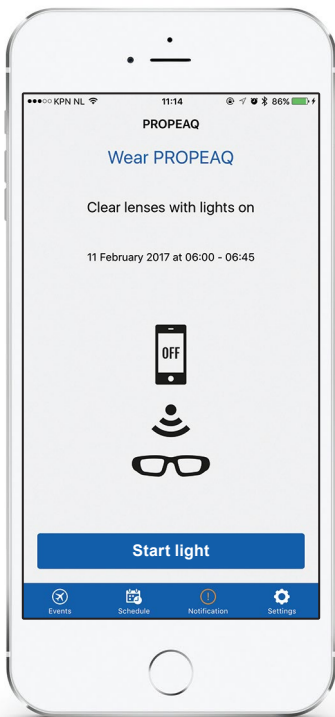 KPN NL 11:14 86%
PROPEAQ
Wear PROPEAQ
Clear lenses with lights on
11 February 2017 at 06:00 - 06:45
OFF
Start light
Events Schedule Notification Settings